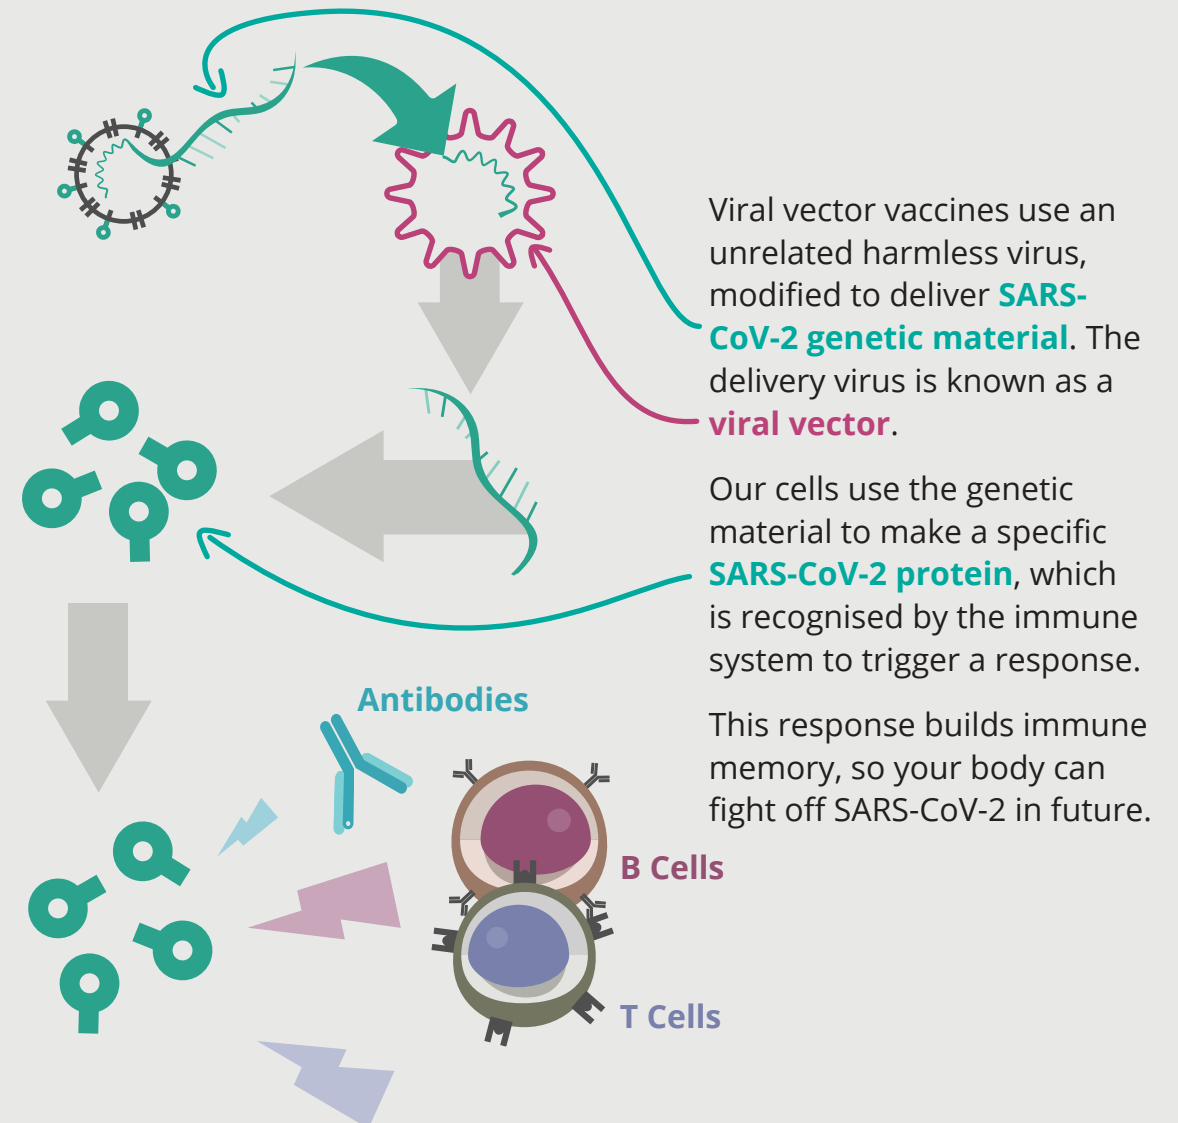 Viral vector vaccines use an
unrelated harmless virus,
modified to deliver SARS-
CoV-2 genetic material. The
delivery virus is known as a
viral vector.
Our cells use the genetic
material to make a specific
SARS-CoV-2 protein, which
is recognised by the immune
system to trigger a response.
This response builds immune
memory, so your body can
fight off SARS-CoV-2 in future.
Antibodies
B Cells
T Cells